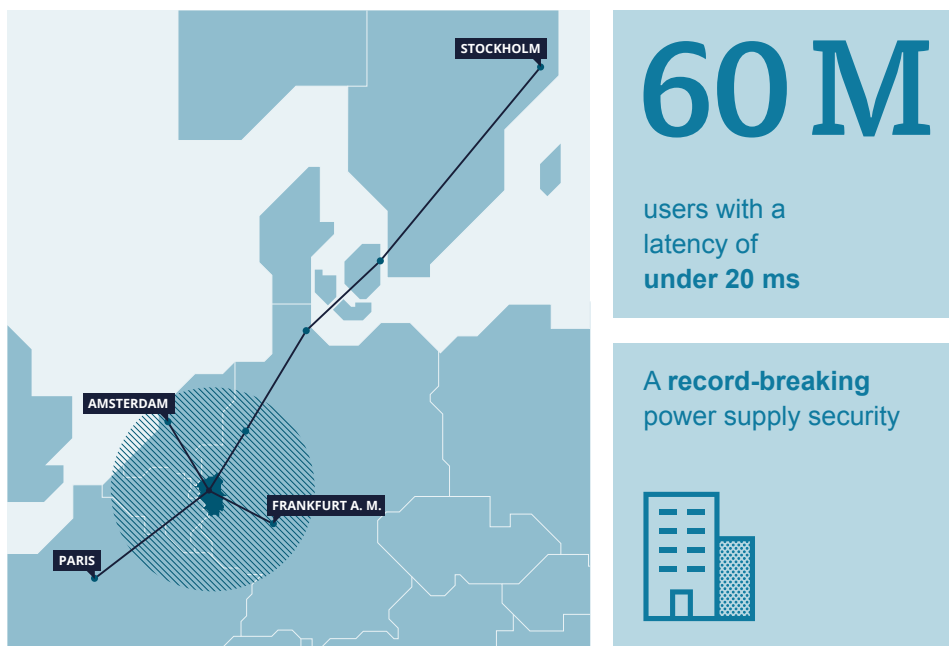 STOCKHOLM
AMSTERDAM
FRANKFURT A. M.
PARIS
60 M
users with a
latency of
under 20 ms
A record-breaking
power supply security